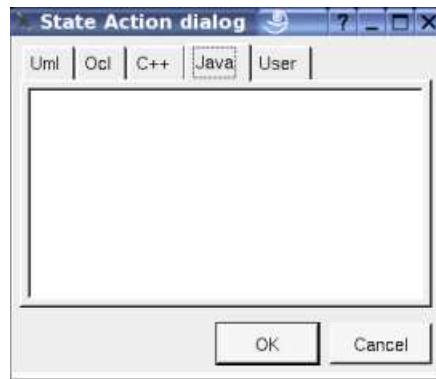 State Action dialog ?
Uml Ocl C++ Java User
OK Cancel